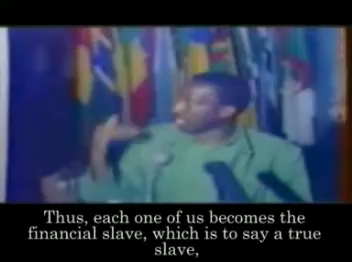 Thus, each one of us becomes the
financial slave, which is to say a true
slave,